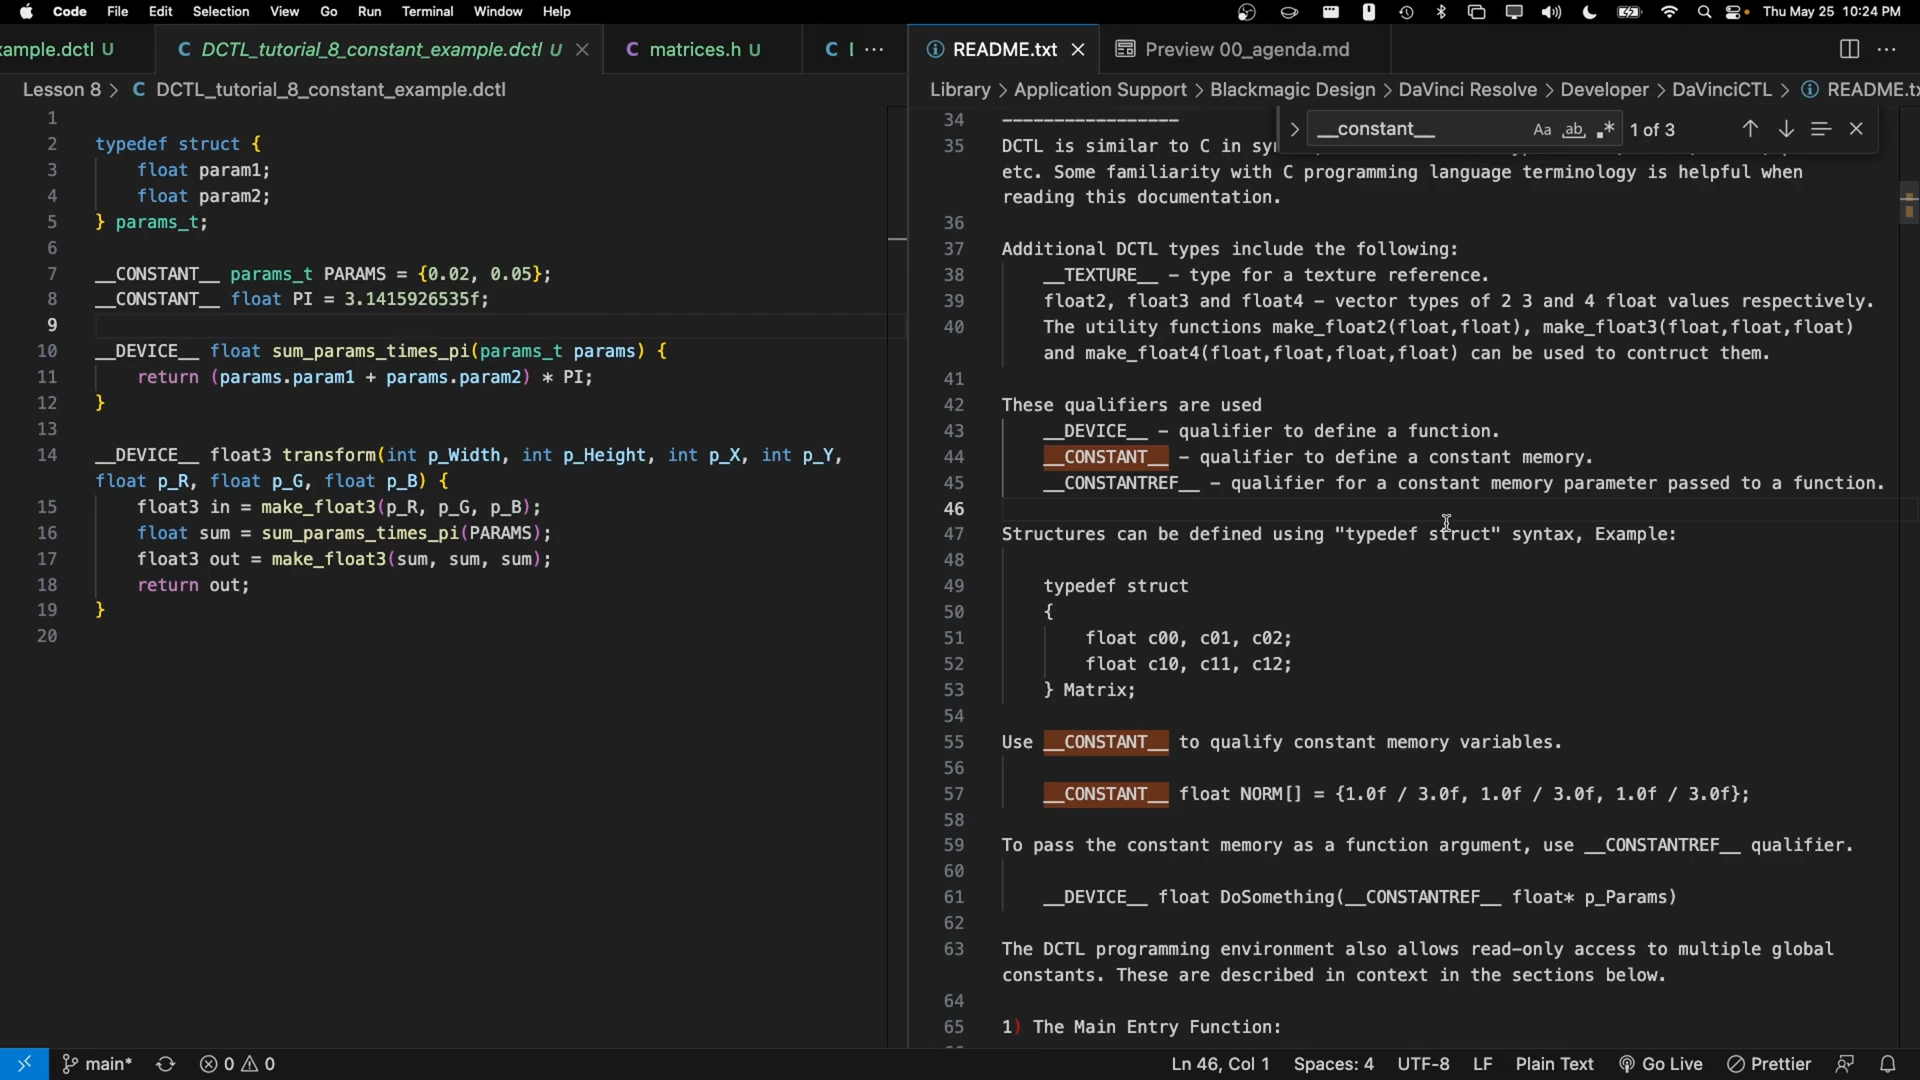 Code File Edit Selection View Go Run Terminal Window Help Thu May 25 10:24 PM
ample.dctl U C DCTL_tutorial_8_constant_example.dctl U × C matrices.h U C ··· README.txt × Preview 00_agenda.md ···
Lesson 8 > C DCTL_tutorial_8_constant_example.dctl
1
2 typedef struct {
3 float param1;
4 float param2;
5 } params_t;
6
7 __CONSTANT__ params_t PARAMS = {0.02, 0.05};
8 __CONSTANT__ float PI = 3.1415926535f;
9
10 __DEVICE__ float sum_params_times_pi(params_t params) {
11 return (params.param1 + params.param2) * PI;
12 }
13
14 __DEVICE__ float3 transform(int p_Width, int p_Height, int p_X, int p_Y,
float p_R, float p_G, float p_B) {
15 float3 in = make_float3(p_R, p_G, p_B);
16 float sum = sum_params_times_pi(PARAMS);
17 float3 out = make_float3(sum, sum, sum);
18 return out;
19 }
20
Library > Application Support > Blackmagic Design > DaVinci Resolve > Developer > DaVinciCTL > README.tx
__constant__ Aa ab .* 1 of 3
34 -----------------
35 DCTL is similar to C in sy
etc. Some familiarity with C programming language terminology is helpful when
reading this documentation.
36
37 Additional DCTL types include the following:
38 __TEXTURE__ - type for a texture reference.
39 float2, float3 and float4 - vector types of 2 3 and 4 float values respectively.
40 The utility functions make_float2(float,float), make_float3(float,float,float)
and make_float4(float,float,float,float) can be used to contruct them.
41
42 These qualifiers are used
43 __DEVICE__ - qualifier to define a function.
44 __CONSTANT__ - qualifier to define a constant memory.
45 __CONSTANTREF__ - qualifier for a constant memory parameter passed to a function.
46
47 Structures can be defined using "typedef struct" syntax, Example:
48
49 typedef struct
50 {
51 float c00, c01, c02;
52 float c10, c11, c12;
53 } Matrix;
54
55 Use __CONSTANT__ to qualify constant memory variables.
56
57 __CONSTANT__ float NORM[] = {1.0f / 3.0f, 1.0f / 3.0f, 1.0f / 3.0f};
58
59 To pass the constant memory as a function argument, use __CONSTANTREF__ qualifier.
60
61 __DEVICE__ float DoSomething(__CONSTANTREF__ float* p_Params)
62
63 The DCTL programming environment also allows read-only access to multiple global
constants. These are described in context in the sections below.
64
65 1) The Main Entry Function:
main* 0 0 Ln 46, Col 1 Spaces: 4 UTF-8 LF Plain Text Go Live Prettier